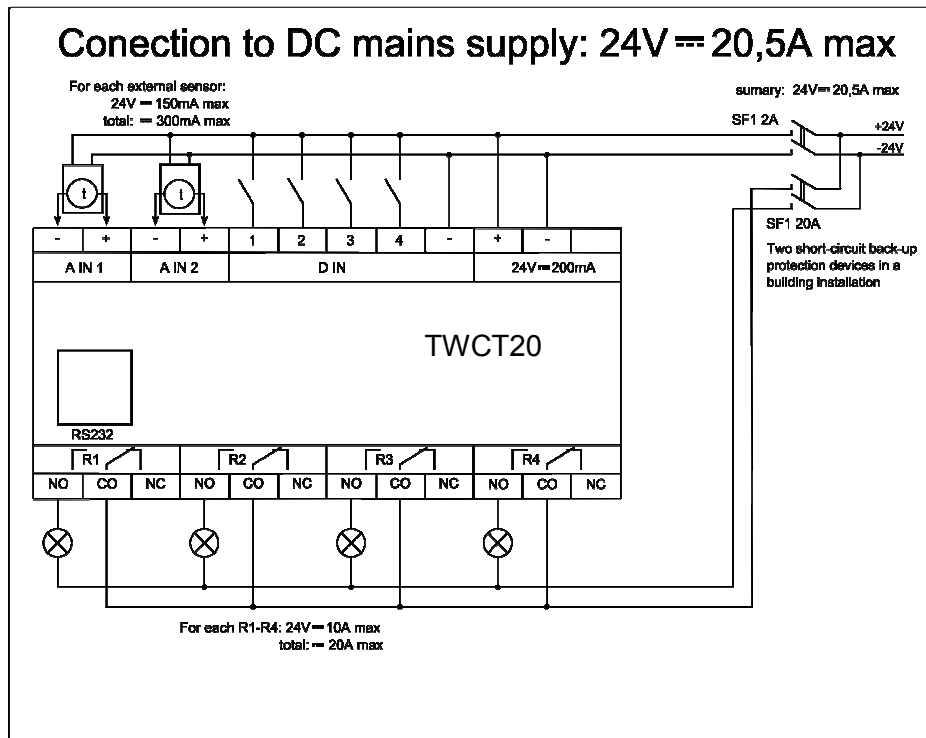 Conection to DC mains supply: 24V⎓20,5A max
For each external sensor:
24V ⎓ 150mA max
total: ⎓ 300mA max
sumary: 24V⎓ 20,5A max
SF1 2A
+24V
-24V
SF1 20A
Two short-circuit back-up
protection devices in a
building installation
t t
- + - + 1 2 3 4 - + -
A IN 1 A IN 2 D IN 24V⎓200mA
TWCT20
RS232
R1 R2 R3 R4
NO CO NC NO CO NC NO CO NC NO CO NC
For each R1-R4: 24V⎓10A max
total: ⎓ 20A max